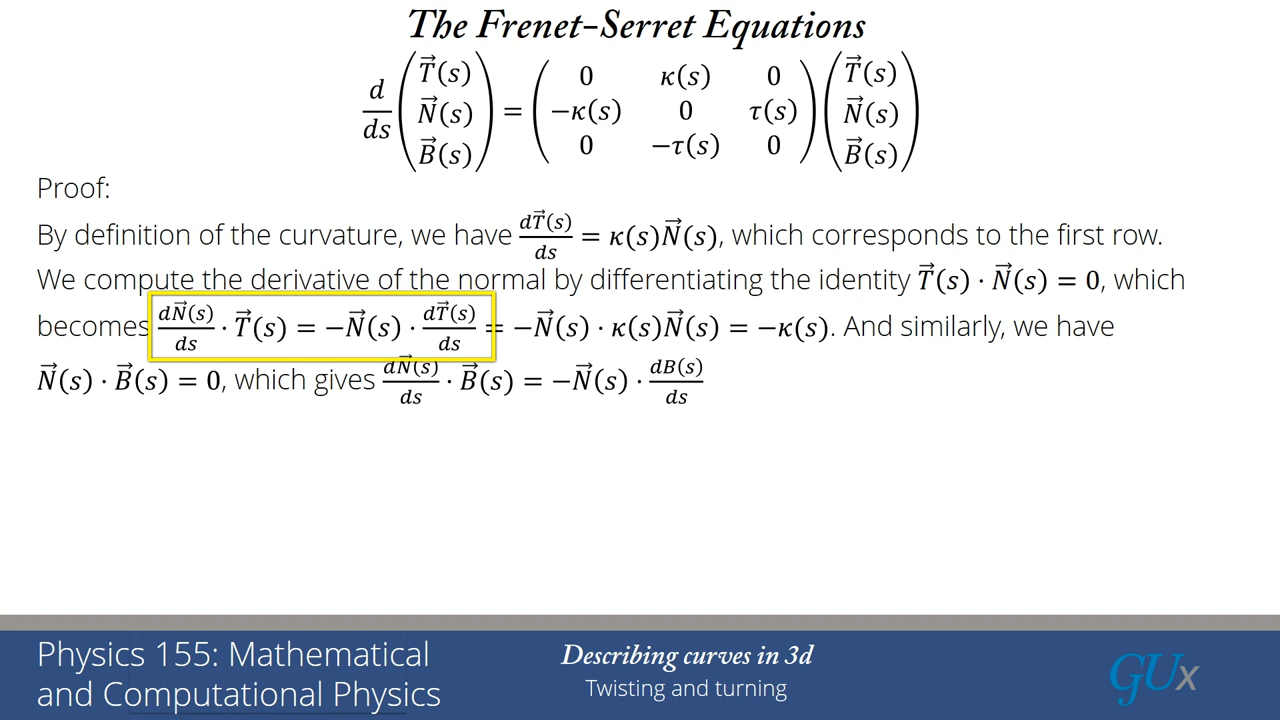 The Frenet-Serret Equations
d/ds (T⃗(s) N⃗(s) B⃗(s)) = (0 κ(s) 0 −κ(s) 0 τ(s) 0 −τ(s) 0) (T⃗(s) N⃗(s) B⃗(s))
Proof:
By definition of the curvature, we have dT⃗(s)/ds = κ(s)N⃗(s), which corresponds to the first row.
We compute the derivative of the normal by differentiating the identity T⃗(s) · N⃗(s) = 0, which
becomes dN⃗(s)/ds · T⃗(s) = −N⃗(s) · dT⃗(s)/ds = −N⃗(s) · κ(s)N⃗(s) = −κ(s). And similarly, we have
N⃗(s) · B⃗(s) = 0, which gives dN⃗(s)/ds · B⃗(s) = −N⃗(s) · dB(s)/ds
Physics 155: Mathematical
and Computational Physics
Describing curves in 3d
Twisting and turning
GUx